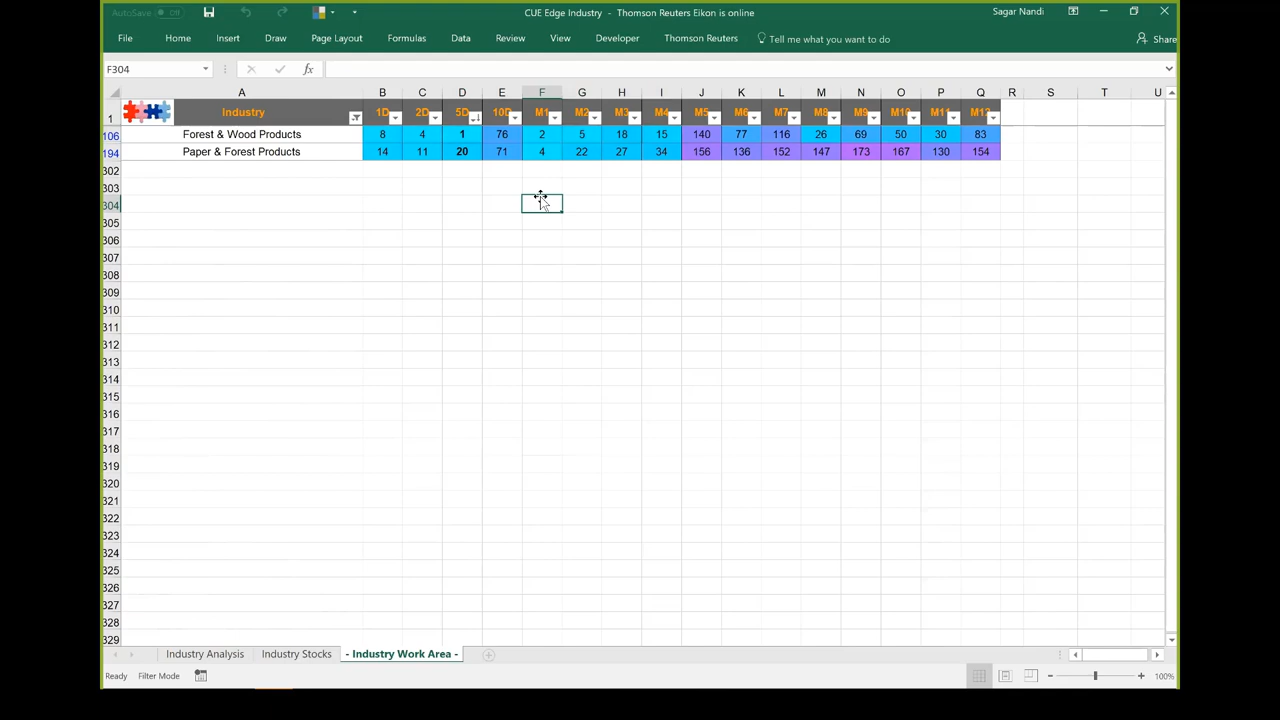 AutoSave Off
CUE Edge Industry - Thomson Reuters Eikon is online
Sagar Nandi
File Home Insert Draw Page Layout Formulas Data Review View Developer Thomson Reuters Tell me what you want to do Share
F304 fx
A B C D E F G H I J K L M N O P Q R S T U
1 Industry 1D 2D 5D 10D M1 M2 M3 M4 M5 M6 M7 M8 M9 M10 M11 M12
106 Forest & Wood Products 8 4 1 76 2 5 18 15 140 77 116 26 69 50 30 83
194 Paper & Forest Products 14 11 20 71 4 22 27 34 156 136 152 147 173 167 130 154
302
303
304
305
306
307
308
309
310
311
312
313
314
315
316
317
318
319
320
321
322
323
324
325
326
327
328
329
Industry Analysis Industry Stocks - Industry Work Area -
Ready Filter Mode 100%